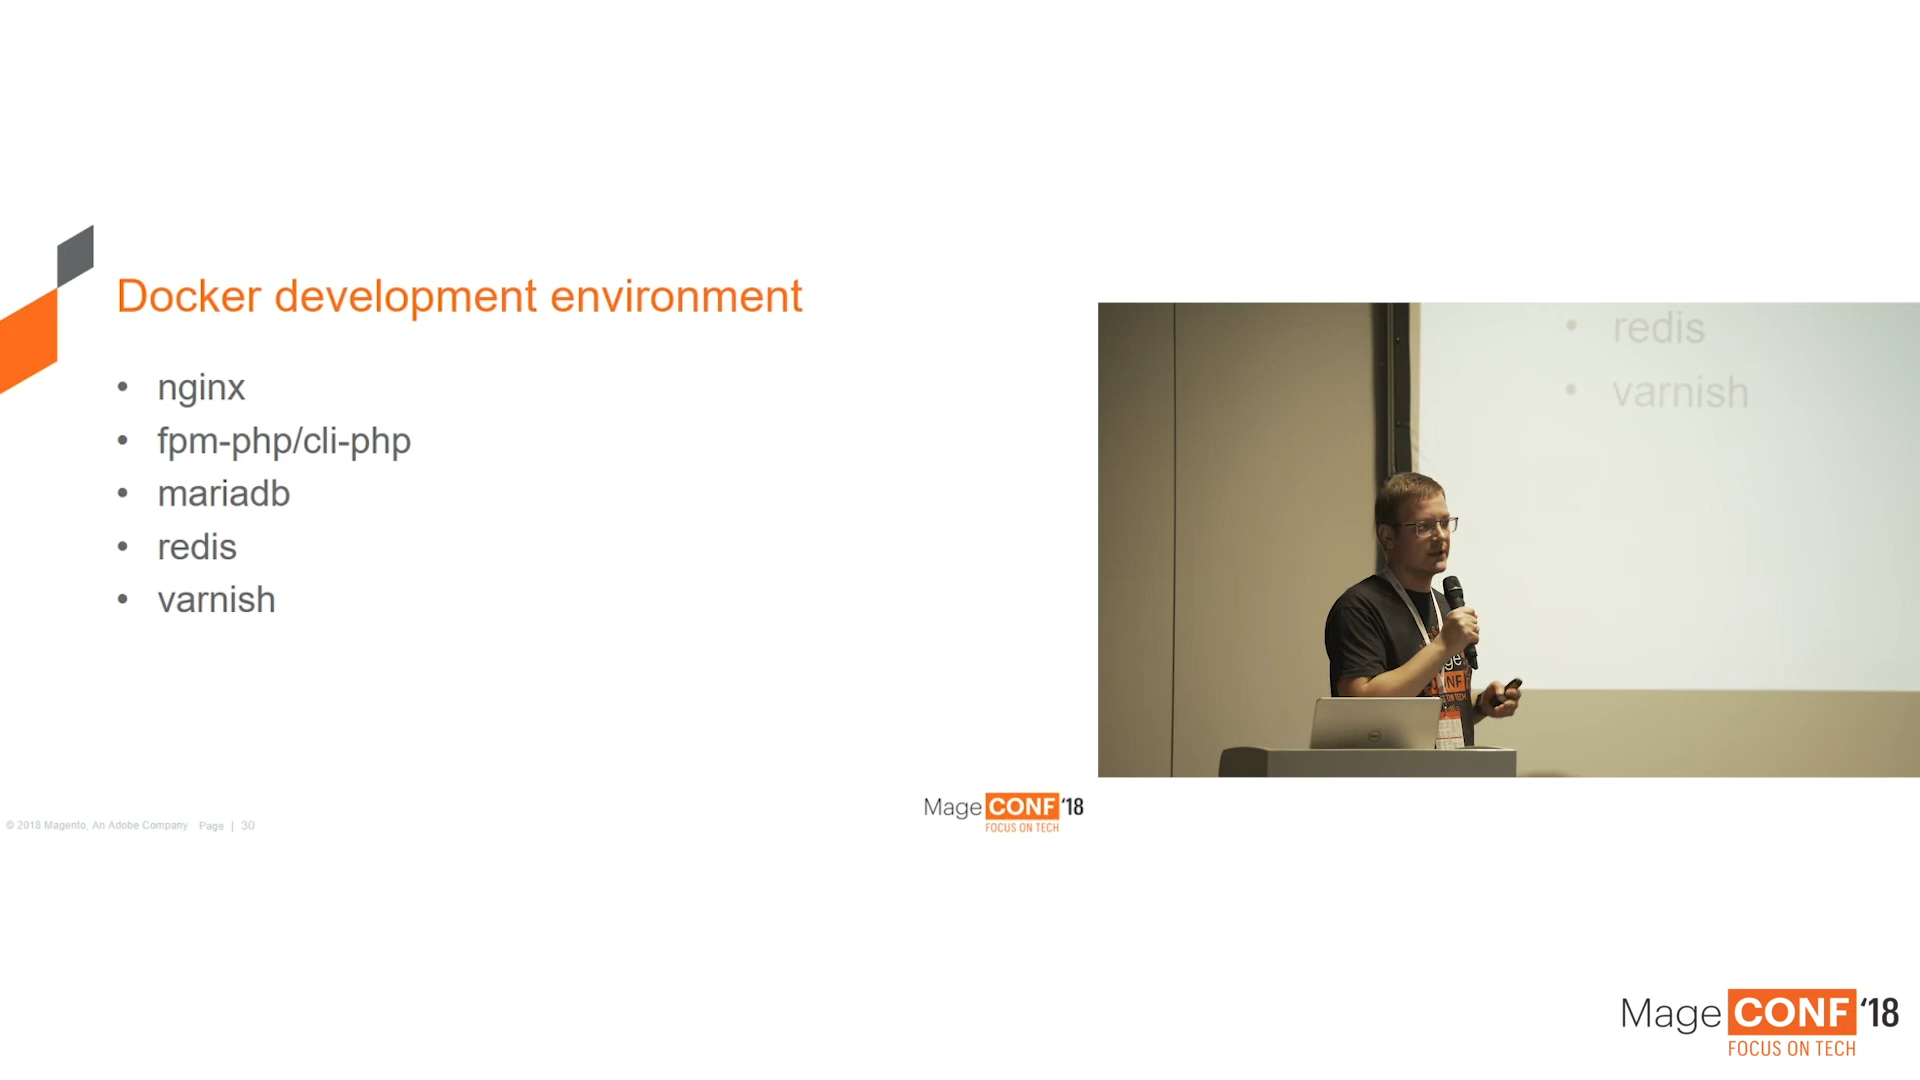 Docker development environment
• nginx
• fpm-php/cli-php
• mariadb
• redis
• varnish
© 2018 Magento, An Adobe Company Page | 30
Mage CONF '18
FOCUS ON TECH
• redis
• varnish
Mage CONF '18
FOCUS ON TECH